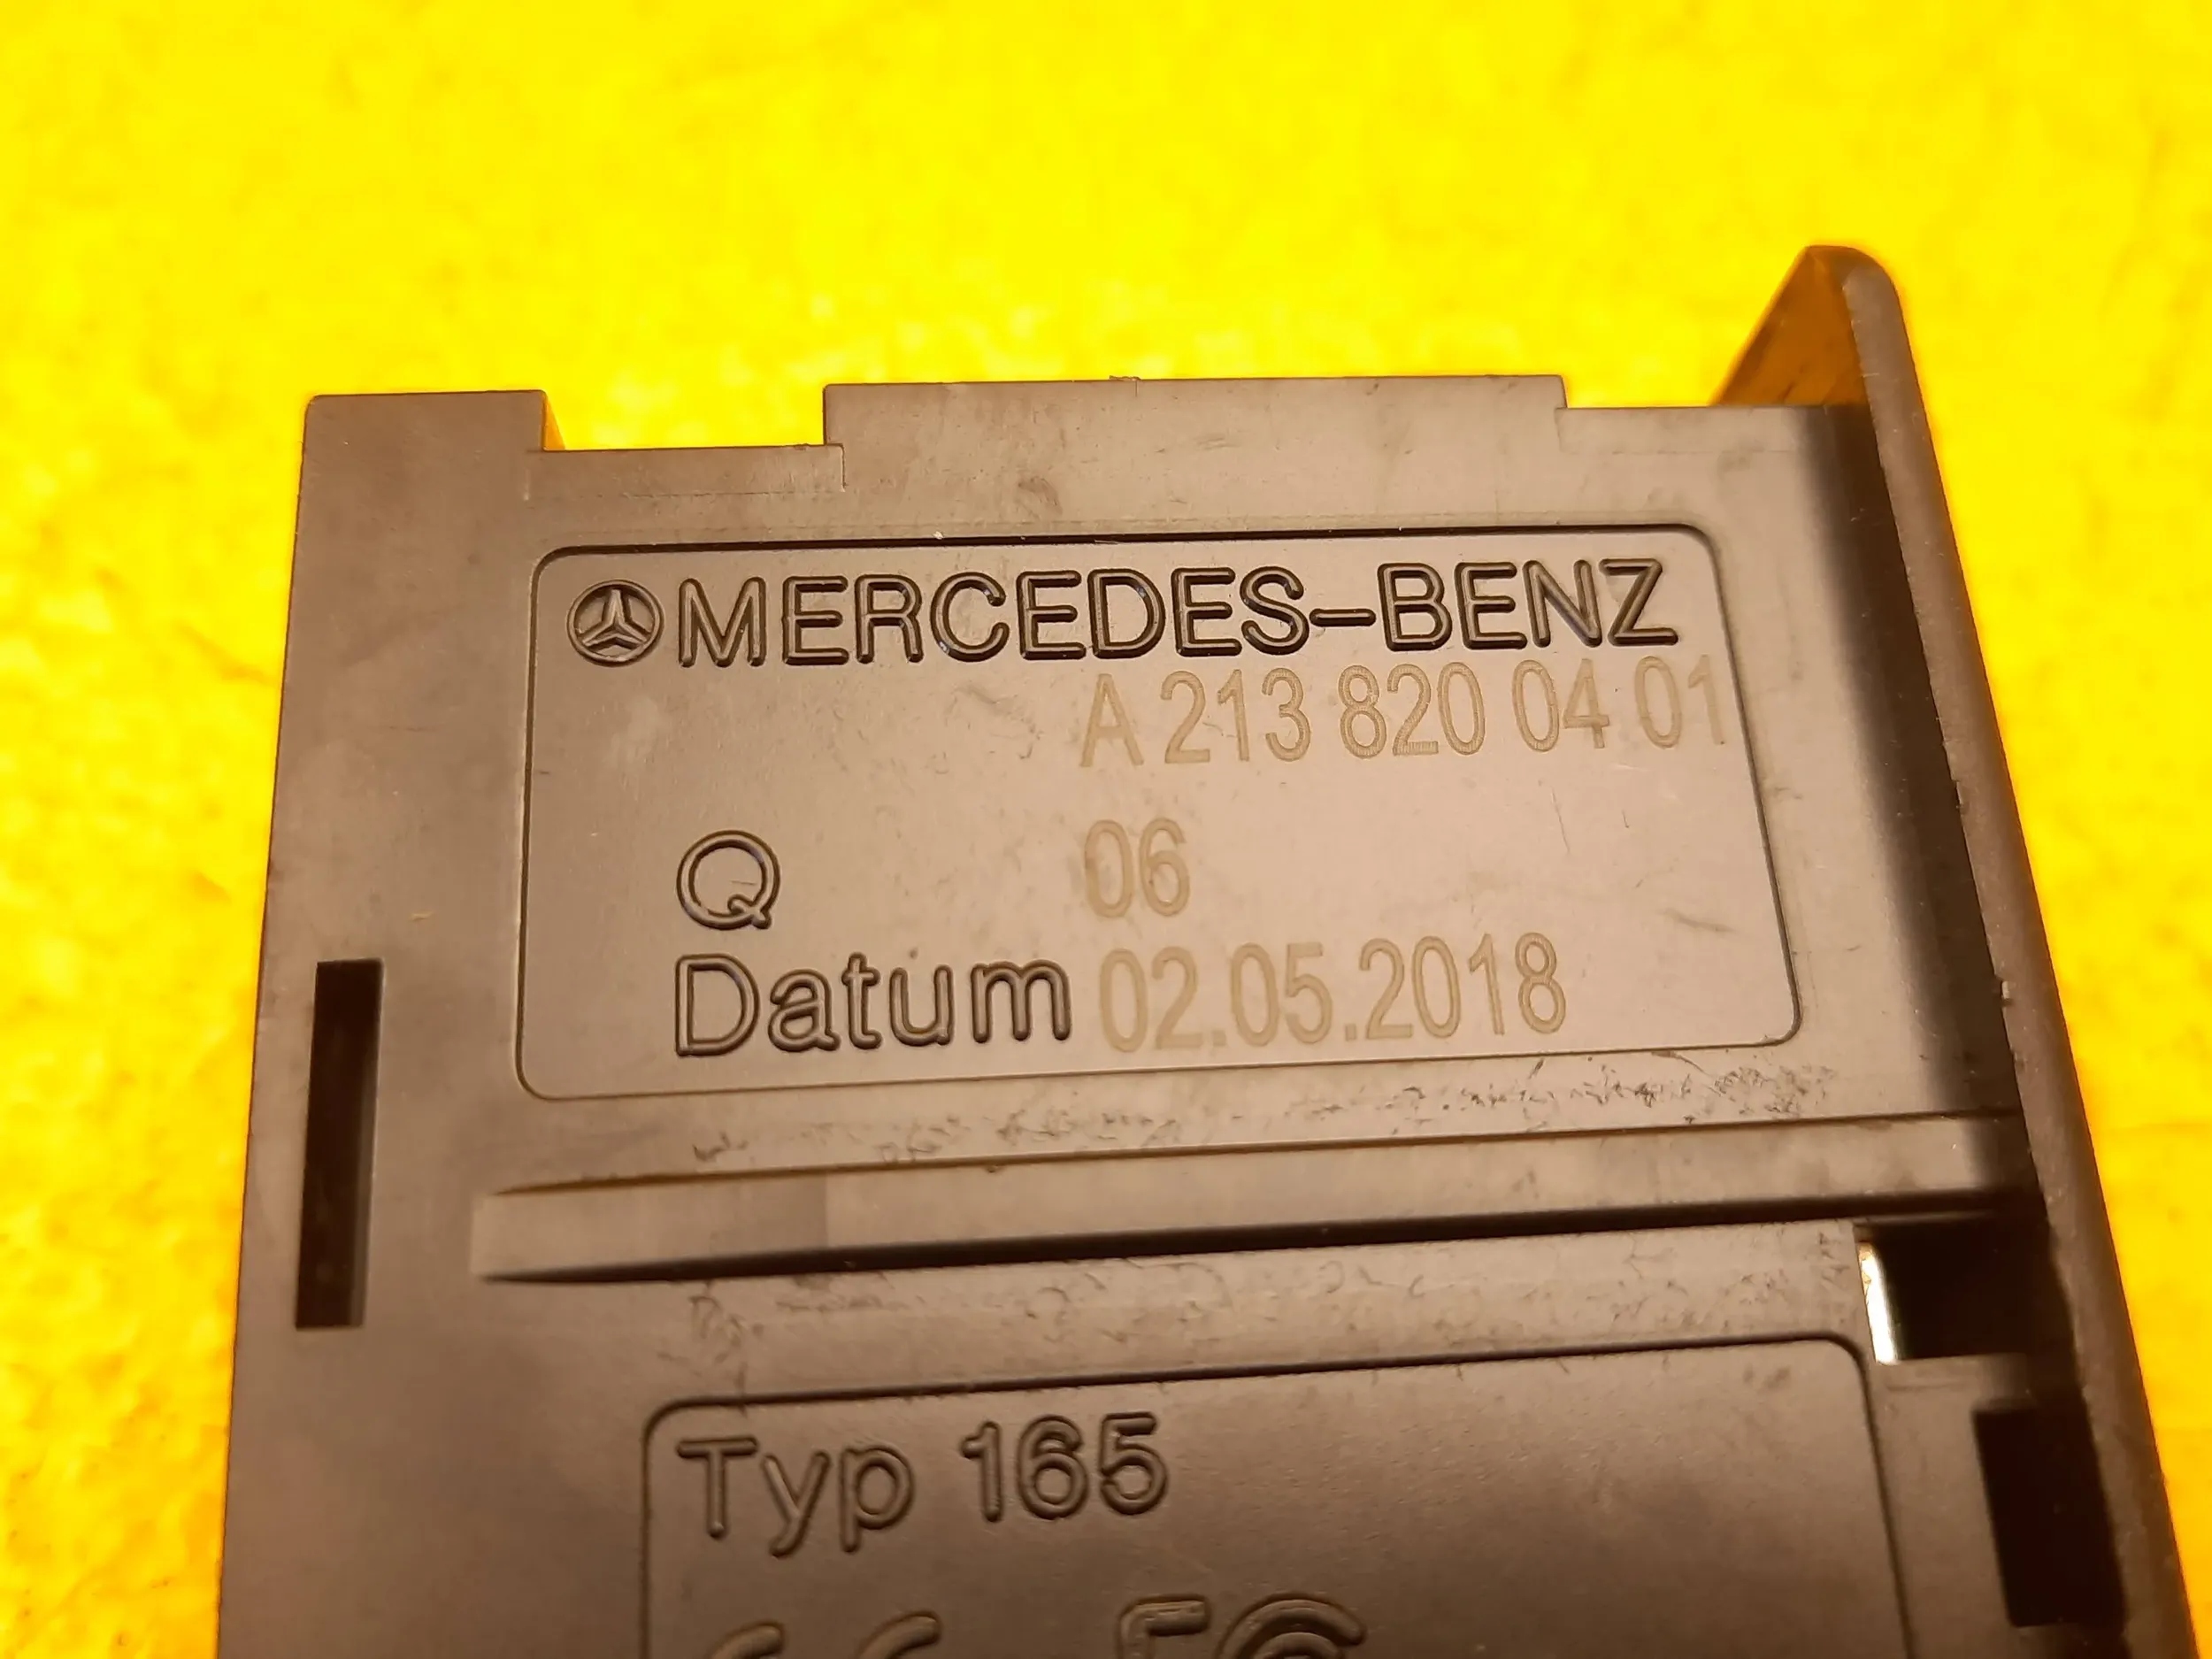 MERCEDES-BENZ
A 213 820 04 01
Q 06
Datum 02.05.2018
Typ 165